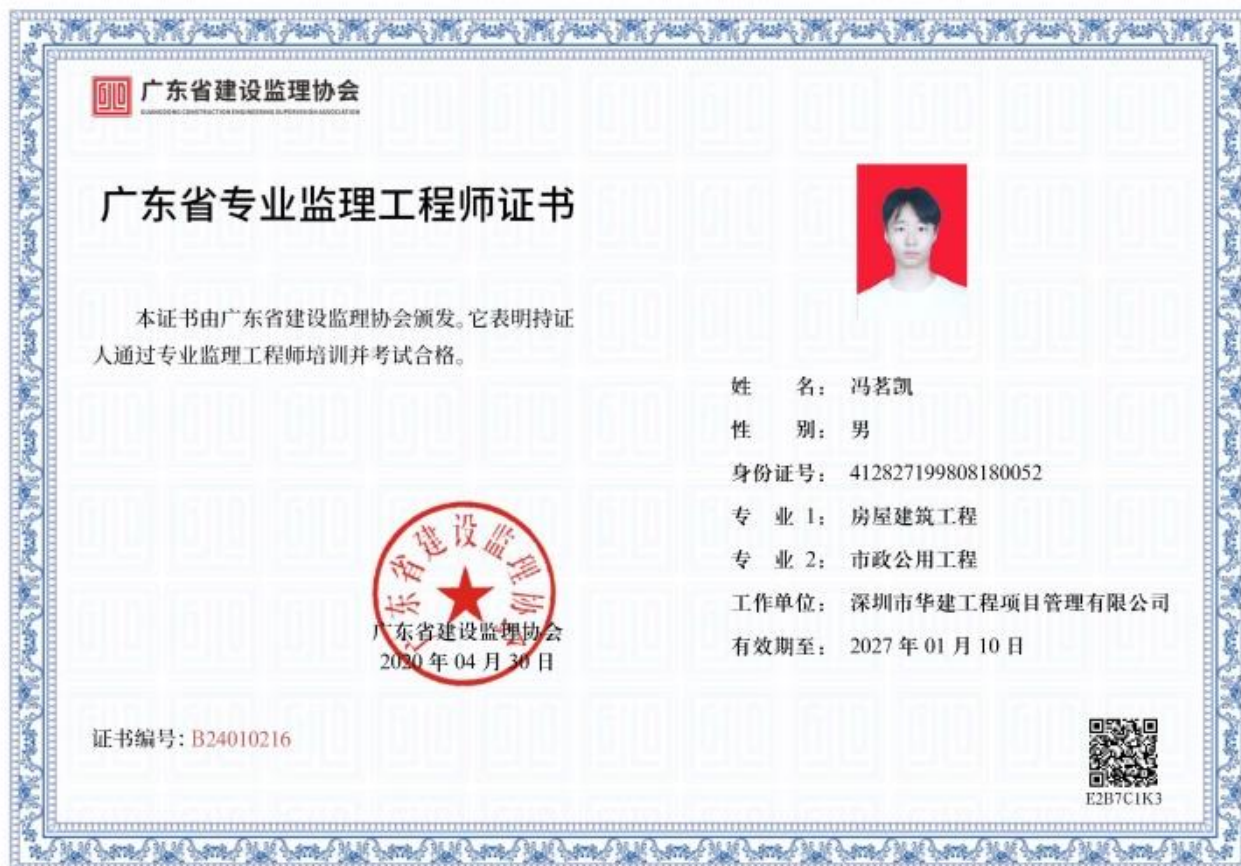 广东省建设监理协会
GUANGDONG CONSTRUCTION ENGINEERING SUPERVISION ASSOCIATION
广东省专业监理工程师证书
本证书由广东省建设监理协会颁发。它表明持证
人通过专业监理工程师培训并考试合格。
姓名：冯茗凯
性别：男
身份证号：412827199808180052
专业 1：房屋建筑工程
专业 2：市政公用工程
工作单位：深圳市华建工程项目管理有限公司
有效期至：2027 年 01 月 10 日
广东省建设监理协会
广东省建设监理协会
2020 年 04 月 30 日
证书编号：B24010216
E2B7C1K3